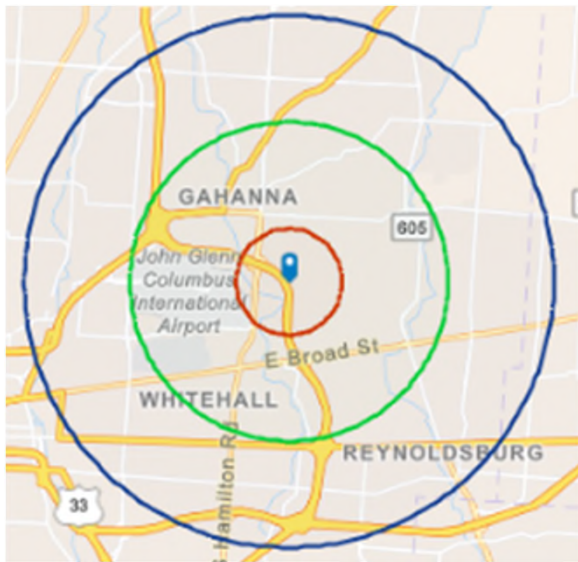 GAHANNA
605
John Glenn
Columbus
International
Airport
E Broad St
WHITEHALL
REYNOLDSBURG
S Hamilton Rd
33